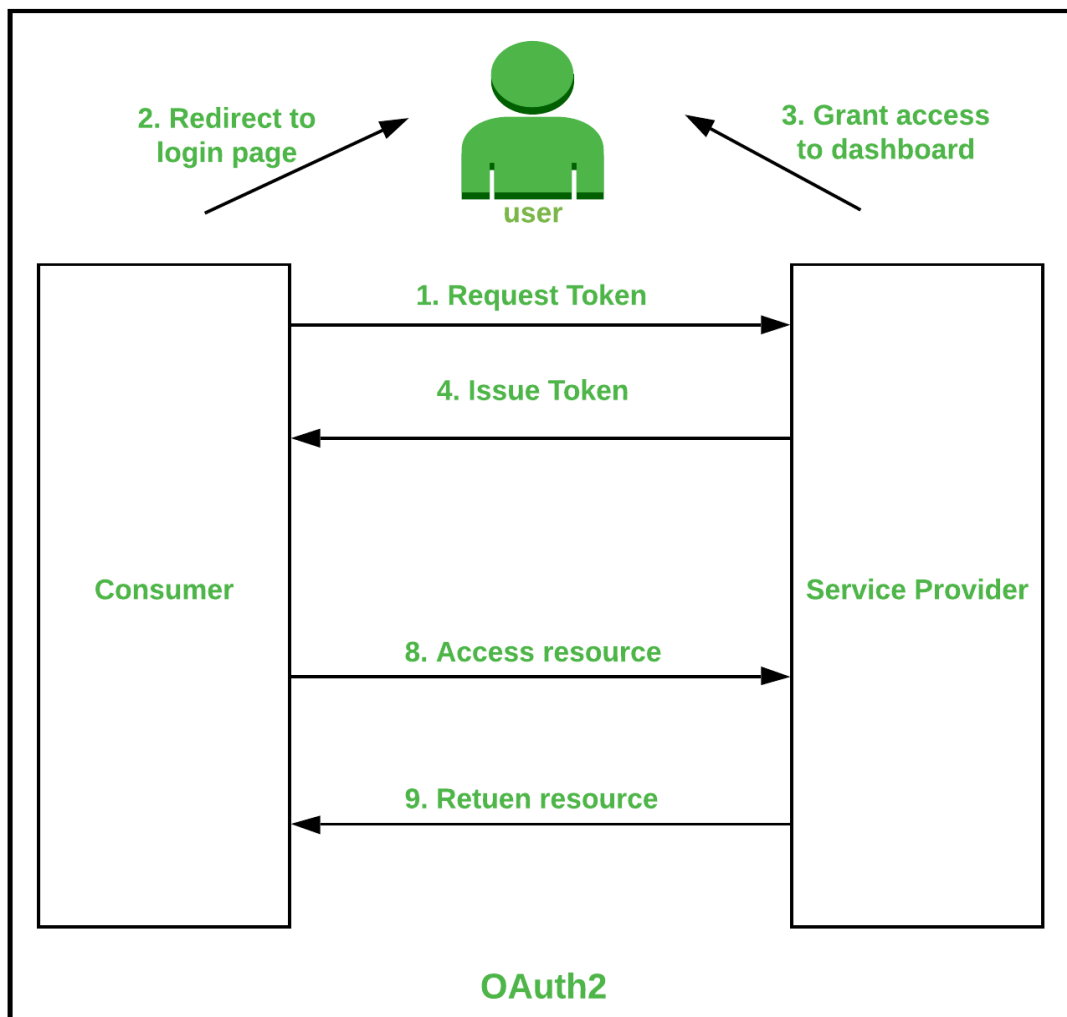 2. Redirect to
login page
3. Grant access
to dashboard
user
1. Request Token
4. Issue Token
Consumer
Service Provider
8. Access resource
9. Retuen resource
OAuth2